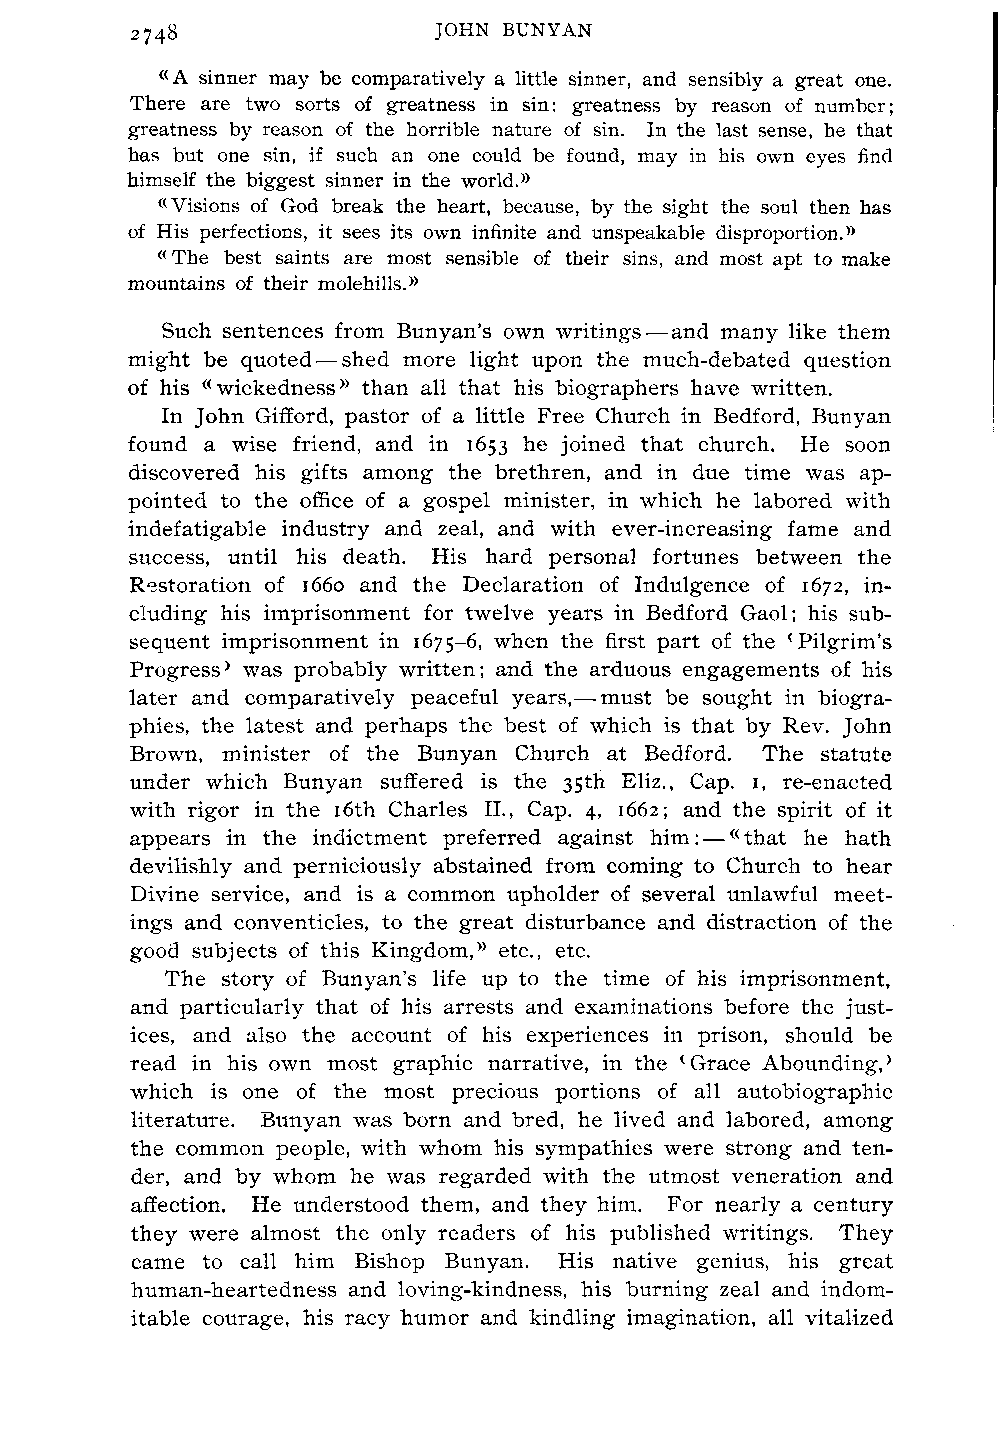 2748 JOHN BUNYAN
«A sinner may be comparatively a little sinner, and sensibly a great one.
There are two sorts of greatness in sin: greatness by reason of number;
greatness by reason of the horrible nature of sin. In the last sense, he that
has but one sin, if such an one could be found, may in his own eyes find
himself the biggest sinner in the world.»
«Visions of God break the heart, because, by the sight the soul then has
of His perfections, it sees its own infinite and unspeakable disproportion.»
«The best saints are most sensible of their sins, and most apt to make
mountains of their molehills.»
Such sentences from Bunyan's own writings—and many like them
might be quoted—shed more light upon the much-debated question
of his «wickedness» than all that his biographers have written.
In John Gifford, pastor of a little Free Church in Bedford, Bunyan
found a wise friend, and in 1653 he joined that church. He soon
discovered his gifts among the brethren, and in due time was ap-
pointed to the office of a gospel minister, in which he labored with
indefatigable industry and zeal, and with ever-increasing fame and
success, until his death. His hard personal fortunes between the
Restoration of 1660 and the Declaration of Indulgence of 1672, in-
cluding his imprisonment for twelve years in Bedford Gaol; his sub-
sequent imprisonment in 1675–6, when the first part of the ‹Pilgrim's
Progress› was probably written; and the arduous engagements of his
later and comparatively peaceful years,—must be sought in biogra-
phies, the latest and perhaps the best of which is that by Rev. John
Brown, minister of the Bunyan Church at Bedford. The statute
under which Bunyan suffered is the 35th Eliz., Cap. 1, re-enacted
with rigor in the 16th Charles II., Cap. 4, 1662; and the spirit of it
appears in the indictment preferred against him:—«that he hath
devilishly and perniciously abstained from coming to Church to hear
Divine service, and is a common upholder of several unlawful meet-
ings and conventicles, to the great disturbance and distraction of the
good subjects of this Kingdom,» etc., etc.
The story of Bunyan's life up to the time of his imprisonment,
and particularly that of his arrests and examinations before the just-
ices, and also the account of his experiences in prison, should be
read in his own most graphic narrative, in the ‹Grace Abounding,›
which is one of the most precious portions of all autobiographic
literature. Bunyan was born and bred, he lived and labored, among
the common people, with whom his sympathies were strong and ten-
der, and by whom he was regarded with the utmost veneration and
affection. He understood them, and they him. For nearly a century
they were almost the only readers of his published writings. They
came to call him Bishop Bunyan. His native genius, his great
human-heartedness and loving-kindness, his burning zeal and indom-
itable courage, his racy humor and kindling imagination, all vitalized